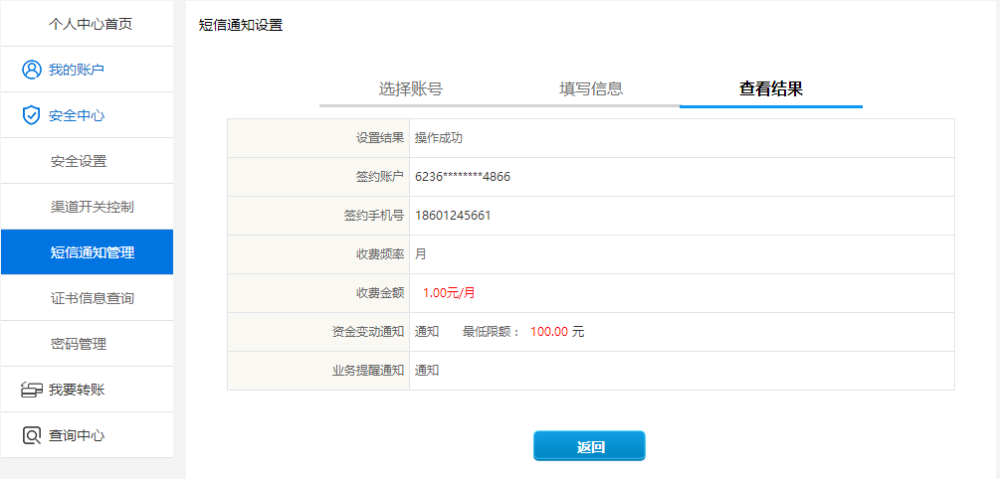 个人中心首页
我的账户
安全中心
安全设置
渠道开关控制
短信通知管理
证书信息查询
密码管理
我要转账
查询中心
短信通知设置
选择账号 填写信息 查看结果
设置结果 操作成功
签约账户 6236********4866
签约手机号 18601245661
收费频率 月
收费金额 1.00元/月
资金变动通知 通知 最低限额： 100.00 元
业务提醒通知 通知
返回